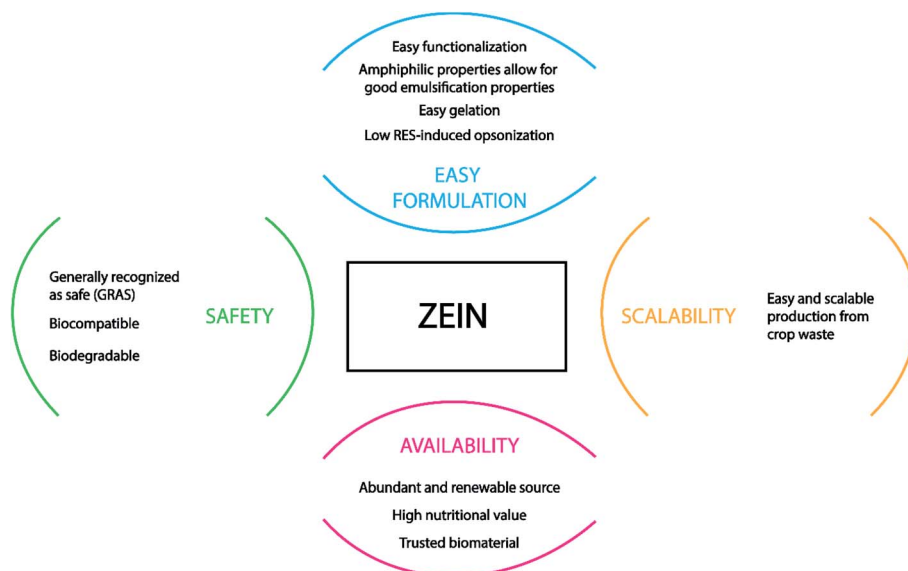 Easy functionalization
Amphiphilic properties allow for
good emulsification properties
Easy gelation
Low RES-induced opsonization
EASY
FORMULATION
Generally recognized
as safe (GRAS)
Biocompatible
Biodegradable
SAFETY
ZEIN
SCALABILITY
Easy and scalable
production from
crop waste
AVAILABILITY
Abundant and renewable source
High nutritional value
Trusted biomaterial